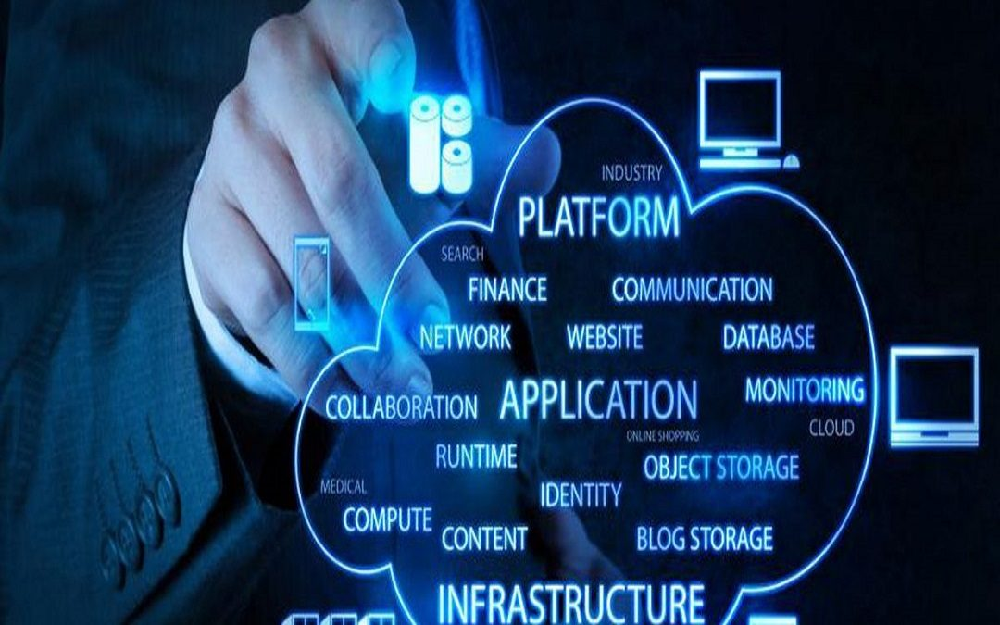 INDUSTRY
PLATFORM
SEARCH
FINANCE COMMUNICATION
NETWORK WEBSITE DATABASE
COLLABORATION APPLICATION MONITORING
ONLINE SHOPPING CLOUD
RUNTIME OBJECT STORAGE
MEDICAL IDENTITY
COMPUTE CONTENT BLOG STORAGE
INFRASTRUCTURE